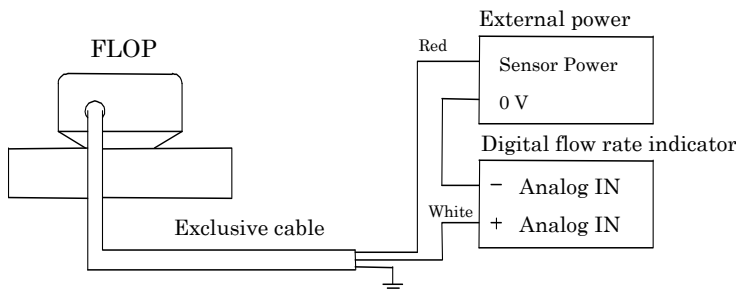 External power
FLOP
Red
Sensor Power
0 V
Digital flow rate indicator
− Analog IN
White
+ Analog IN
Exclusive cable